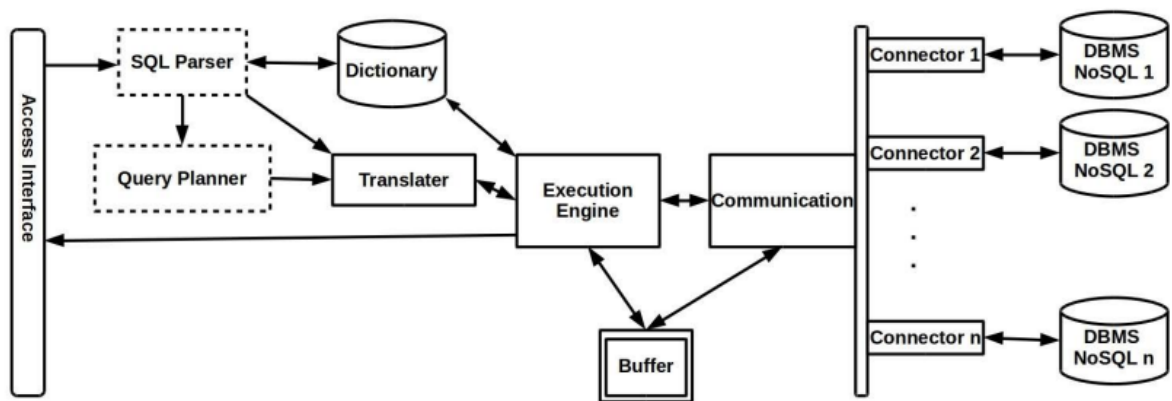 Access Interface
SQL Parser
Dictionary
Query Planner
Translater
Execution
Engine
Communication
Buffer
Connector 1
DBMS
NoSQL 1
Connector 2
DBMS
NoSQL 2
.
.
.
Connector n
DBMS
NoSQL n